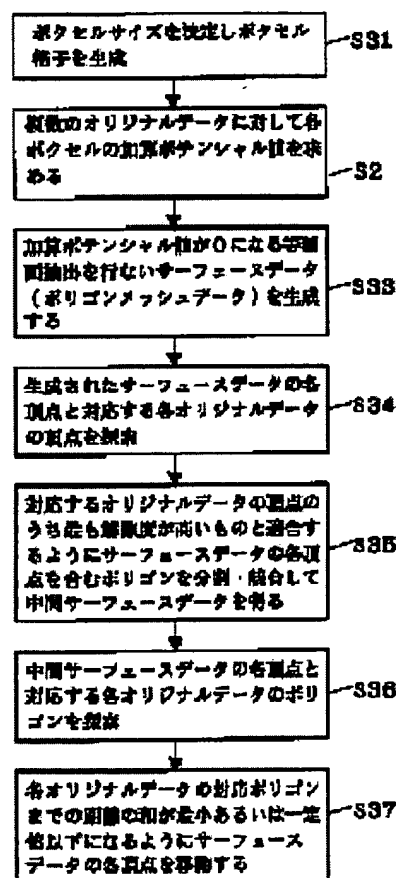 ボクセルサイズを決定しボクセル
格子を生成
S31
複数のオリジナルデータに対して各
ボクセルの加算ポテンシャル値を求
める
S2
加算ポテンシャル値が0になる等値
面抽出を行ないサーフェースデータ
(ポリゴンメッシュデータ)を生成
する
S33
生成されたサーフェースデータの各
頂点と対応する各オリジナルデータ
の頂点を探索
S34
対応するオリジナルデータの頂点の
うち最も解像度が高いものと適合す
るようにサーフェースデータの各頂
点を含むポリゴンを分割・統合して
中間サーフェースデータを得る
S35
中間サーフェースデータの各頂点と
対応する各オリジナルデータのポリ
ゴンを探索
S36
各オリジナルデータの対応ポリゴン
までの距離の和が最小あるいは一定
値以下になるようにサーフェース
データの各頂点を移動する
S37